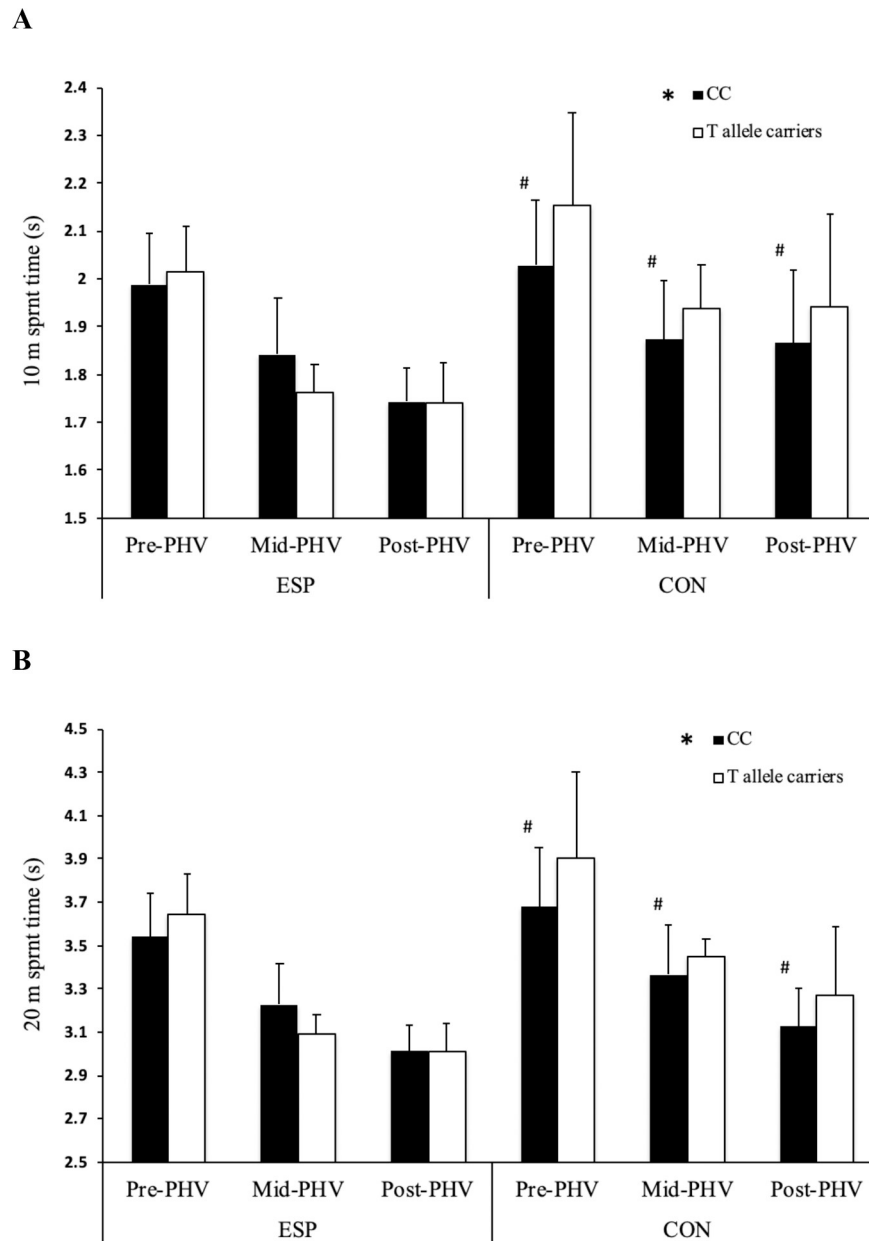 A
2.4
* CC
2.3
T allele carriers
2.2
#
2.1
#
#
2
1.9
1.8
1.7
1.6
1.5
10 m sprnt time (s)
Pre-PHV Mid-PHV Post-PHV Pre-PHV Mid-PHV Post-PHV
ESP CON
B
4.5
* CC
4.3
T allele carriers
4.1
#
3.9
3.7
#
3.5
#
3.3
3.1
2.9
2.7
2.5
20 m sprnt time (s)
Pre-PHV Mid-PHV Post-PHV Pre-PHV Mid-PHV Post-PHV
ESP CON